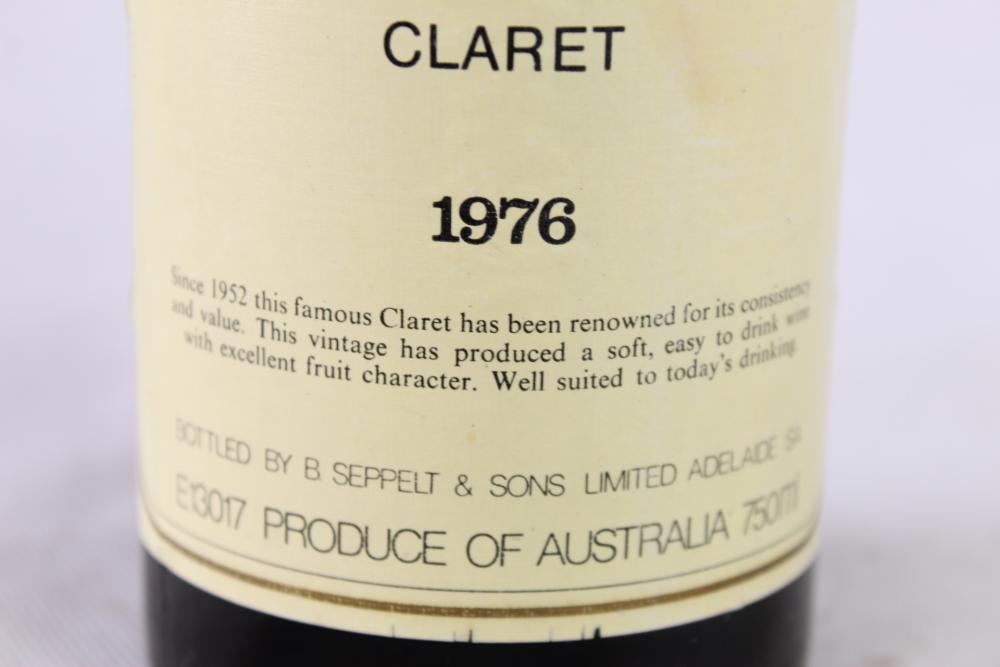 CLARET
1976
Since 1952 this famous Claret has been renowned for its consistency
and value. This vintage has produced a soft, easy to drink wine
with excellent fruit character. Well suited to today's drinking.
BOTTLED BY B. SEPPELT & SONS LIMITED ADELAIDE SA
E13017 PRODUCE OF AUSTRALIA 750ml